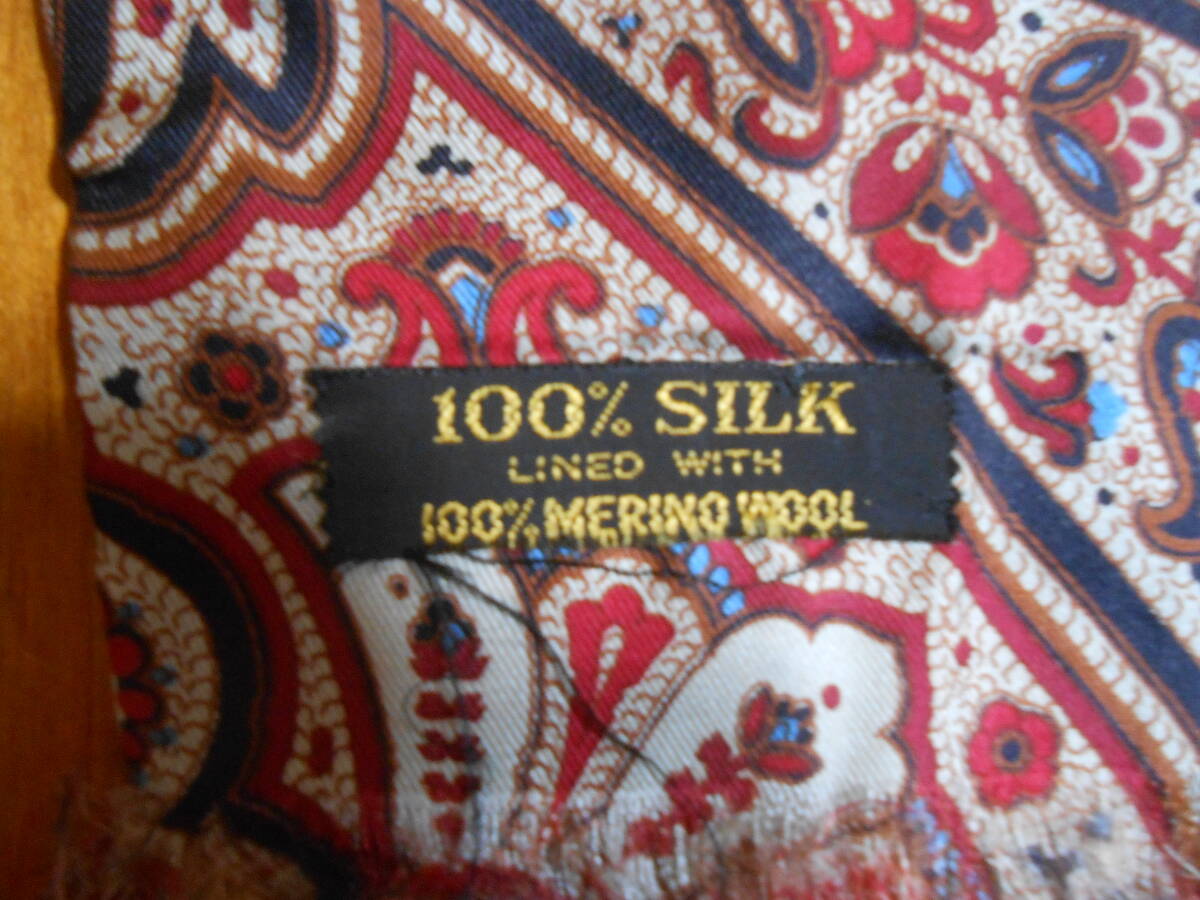 100% SILK
LINED WITH
100% MERINO WOOL